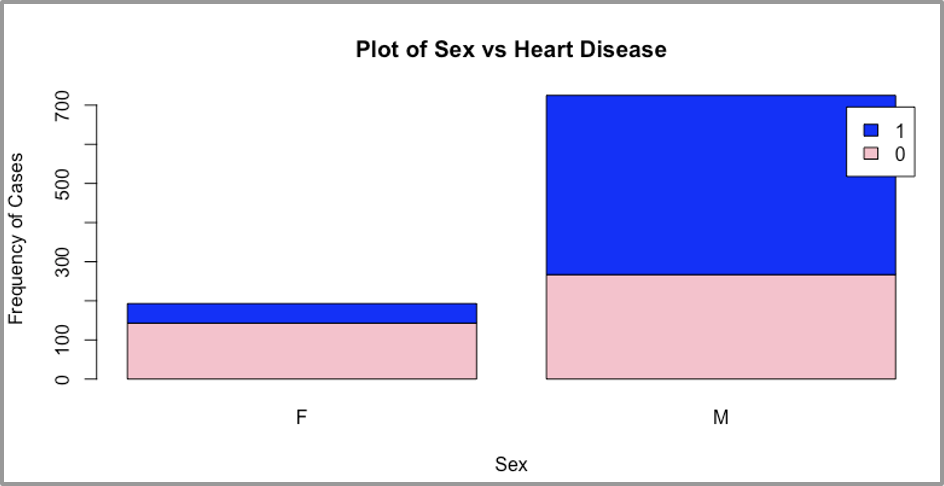 Plot of Sex vs Heart Disease
Frequency of Cases
700
500
300
100
0
1
0
F
M
Sex